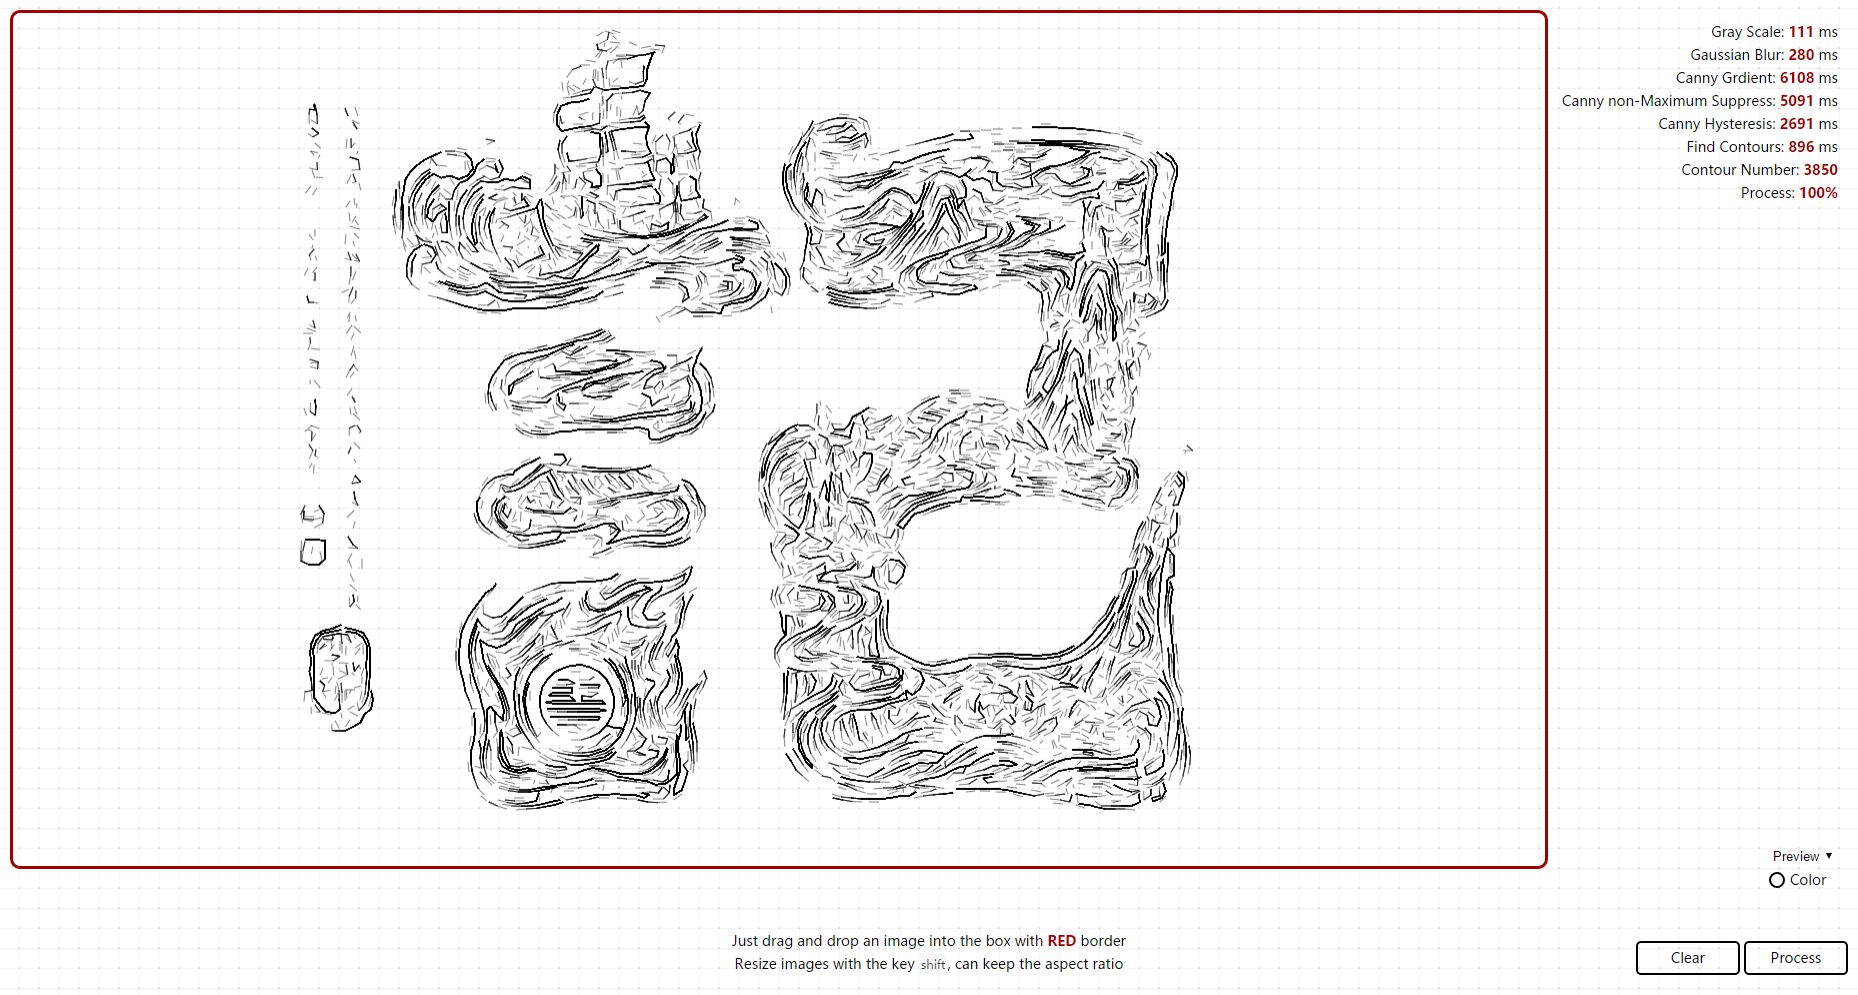 記
Gray Scale: 111 ms
Gaussian Blur: 280 ms
Canny Grdient: 6108 ms
Canny non-Maximum Suppress: 5091 ms
Canny Hysteresis: 2691 ms
Find Contours: 896 ms
Contour Number: 3850
Process: 100%
Preview ▼
Color
Just drag and drop an image into the box with RED border
Resize images with the key shift, can keep the aspect ratio
Clear
Process